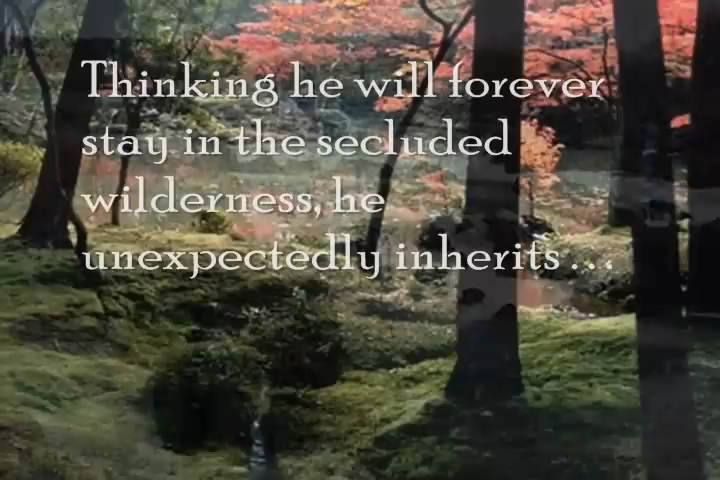 Thinking he will forever
stay in the secluded
wilderness, he
unexpectedly inherits . . .